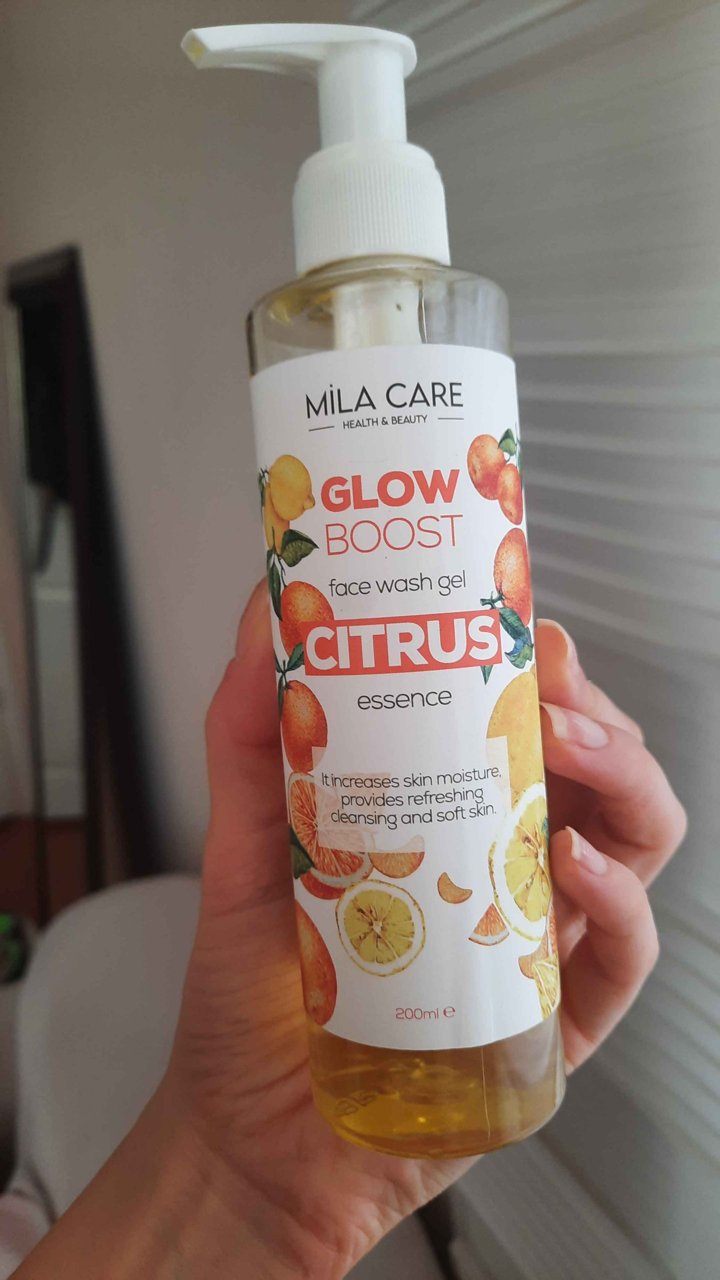 MİLA CARE
HEALTH & BEAUTY
GLOW
BOOST
face wash gel
CITRUS
essence
It increases skin moisture,
provides refreshing
cleansing and soft skin.
200ml ℮